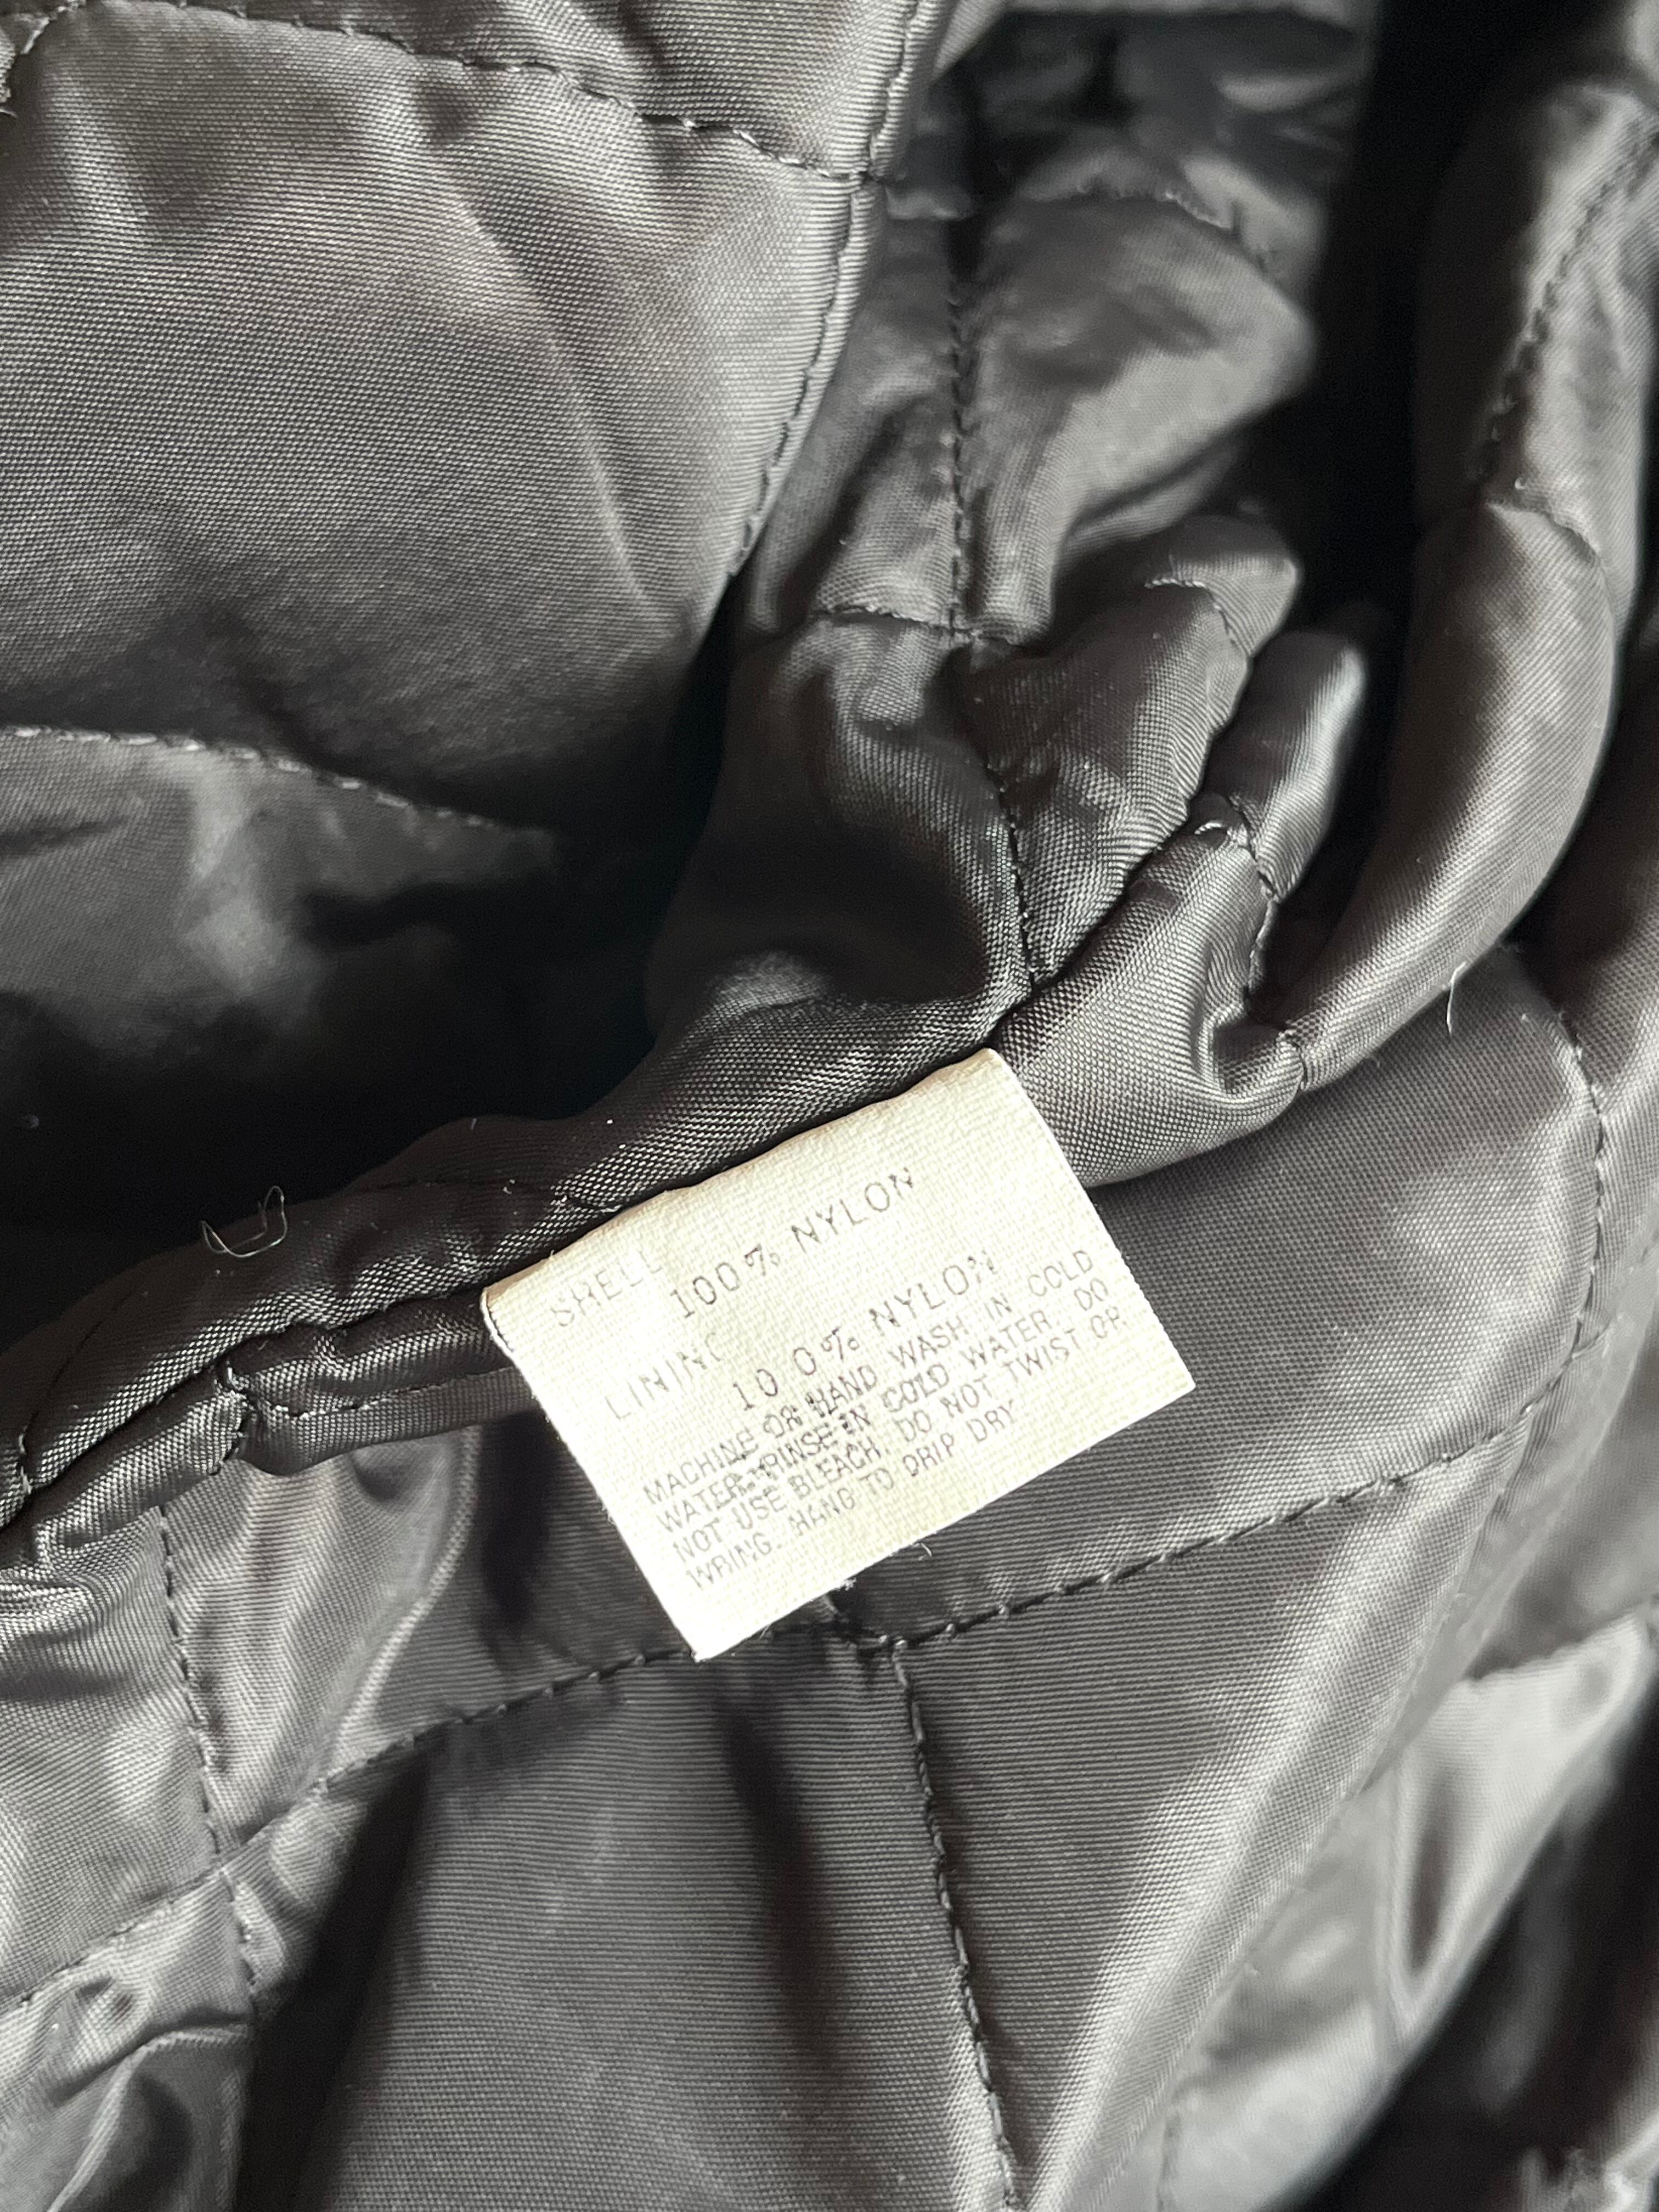 SHELL
100% NYLON
LINING
100% NYLON
MACHINE OR HAND WASH IN COLD
WATER. RINSE IN COLD WATER. DO
NOT USE BLEACH. DO NOT TWIST OR
WRING. HANG TO DRIP DRY